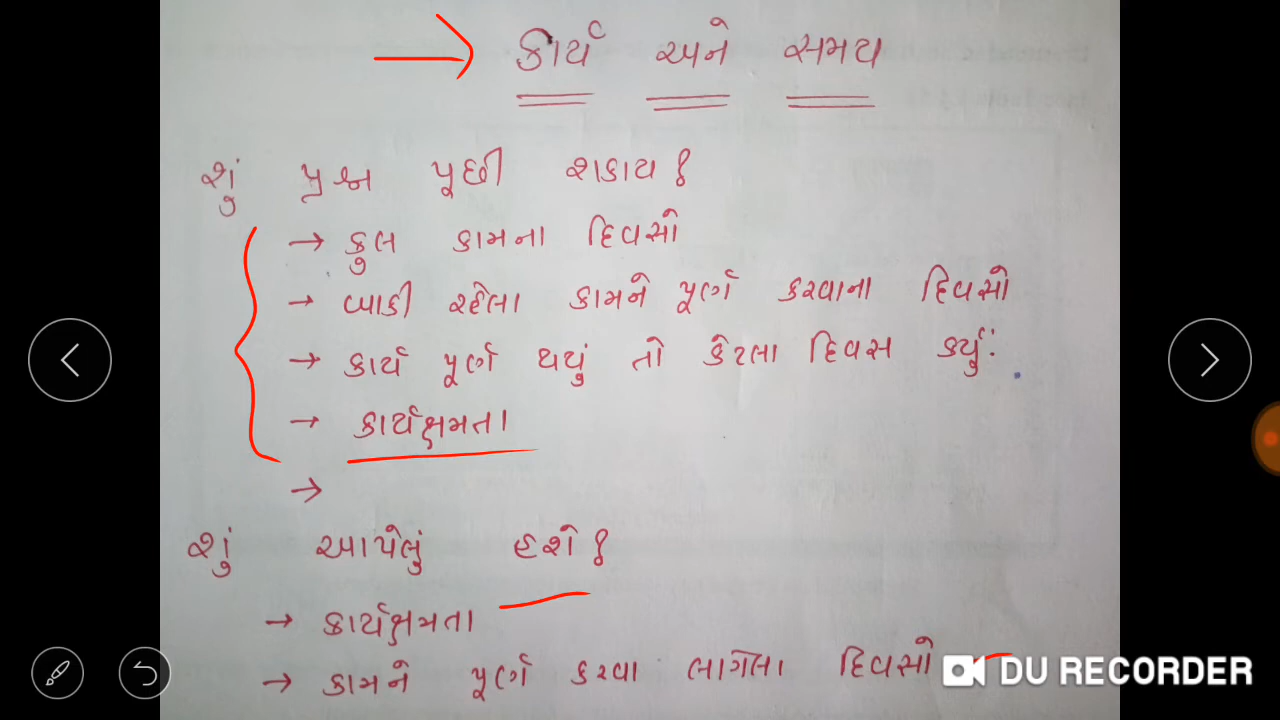 → કાર્ય અને સમય
શું પ્રશ્ન પૂછી શકાય ?
→ કુલ કામના દિવસો
→ બાકી રહેલા કામને પૂર્ણ કરવાના દિવસો
→ કાર્ય પૂર્ણ થયું તો કેટલા દિવસ કર્યું.
→ કાર્યક્ષમતા
→
શું આપેલું હશે ?
→ કાર્યક્ષમતા
→ કામને પૂર્ણ કરવા લાગેલા દિવસો
DU RECORDER